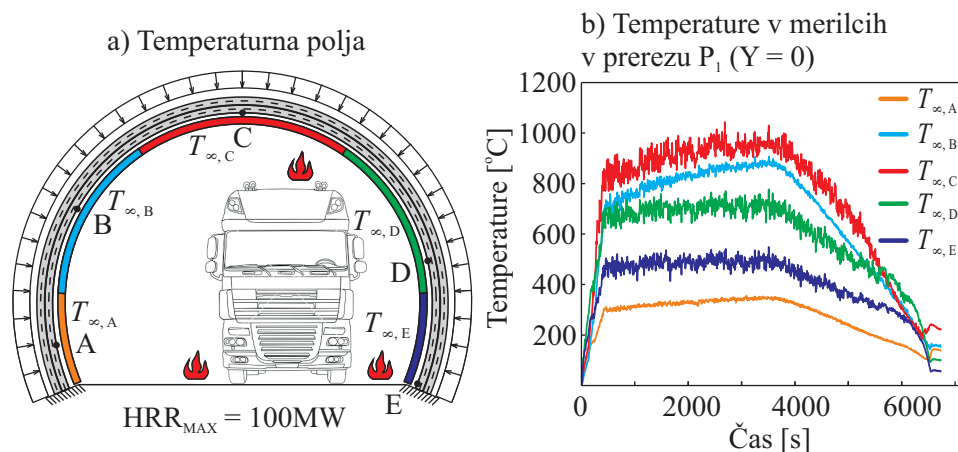 a) Temperaturna polja
C
T∞, C
B
T∞, B
T∞, D
D
T∞, A
A
T∞, E
E
HRR_MAX = 100MW
b) Temperature v merilcih
v prerezu P₁ (Y = 0)
Temperature [°C]
1200
1000
800
600
400
200
0
2000
4000
6000
Čas [s]
T∞, A
T∞, B
T∞, C
T∞, D
T∞, E